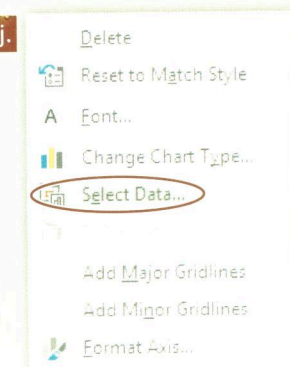 j.
Delete
Reset to Match Style
Font...
Change Chart Type...
Select Data...
Add Major Gridlines
Add Minor Gridlines
Format Axis...